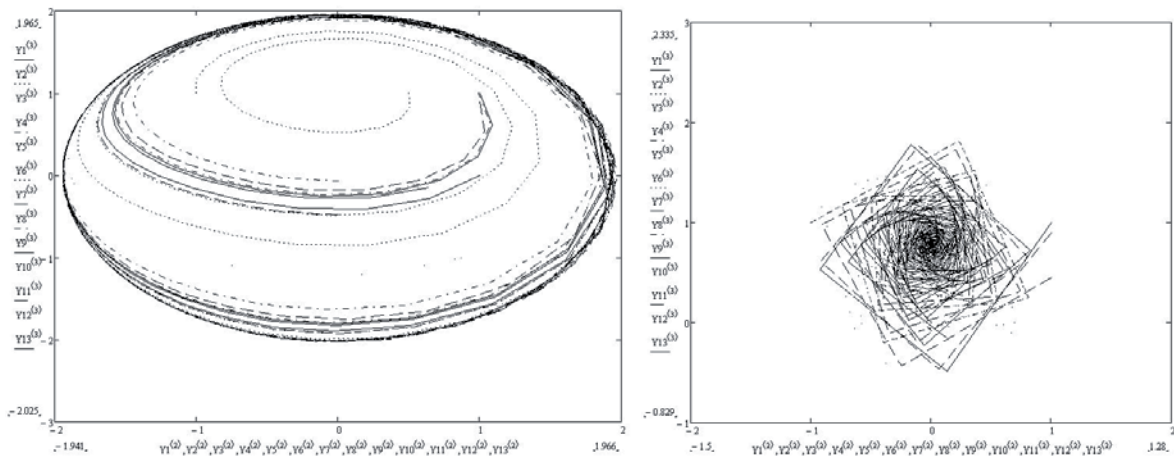 2
,1.965,
Y1⁽³⁾
Y2⁽³⁾
Y3⁽³⁾
1
Y4⁽³⁾
Y5⁽³⁾
Y6⁽³⁾
0
Y7⁽³⁾
Y8⁽³⁾
Y9⁽³⁾
−1
Y10⁽³⁾
Y11⁽³⁾
Y12⁽³⁾
−2
Y13⁽³⁾
,−2.025,
−3
−2 −1 0 1 2
,−1.941, Y1⁽²⁾,Y2⁽²⁾,Y3⁽²⁾,Y4⁽²⁾,Y5⁽²⁾,Y6⁽²⁾,Y7⁽²⁾,Y8⁽²⁾,Y9⁽²⁾,Y10⁽²⁾,Y11⁽²⁾,Y12⁽²⁾,Y13⁽²⁾ ,1.966,
3
,2.335,
Y1⁽³⁾
Y2⁽³⁾
Y3⁽³⁾
2
Y4⁽³⁾
Y5⁽³⁾
Y6⁽³⁾
1
Y7⁽³⁾
Y8⁽³⁾
Y9⁽³⁾
Y10⁽³⁾
Y11⁽³⁾
0
Y12⁽³⁾
Y13⁽³⁾
,−0.829,
−1
−2 −1 0 1 2
,−1.5, Y1⁽²⁾,Y2⁽²⁾,Y3⁽²⁾,Y4⁽²⁾,Y5⁽²⁾,Y6⁽²⁾,Y7⁽²⁾,Y8⁽²⁾,Y9⁽²⁾,Y10⁽²⁾,Y11⁽²⁾,Y12⁽²⁾,Y13⁽²⁾ ,1.28,